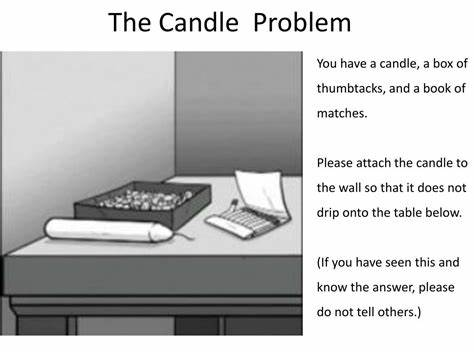 The Candle  Problem
You have a candle, a box of
thumbtacks, and a book of
matches.
Please attach the candle to
the wall so that it does not
drip onto the table below.
(If you have seen this and
know the answer, please
do not tell others.)